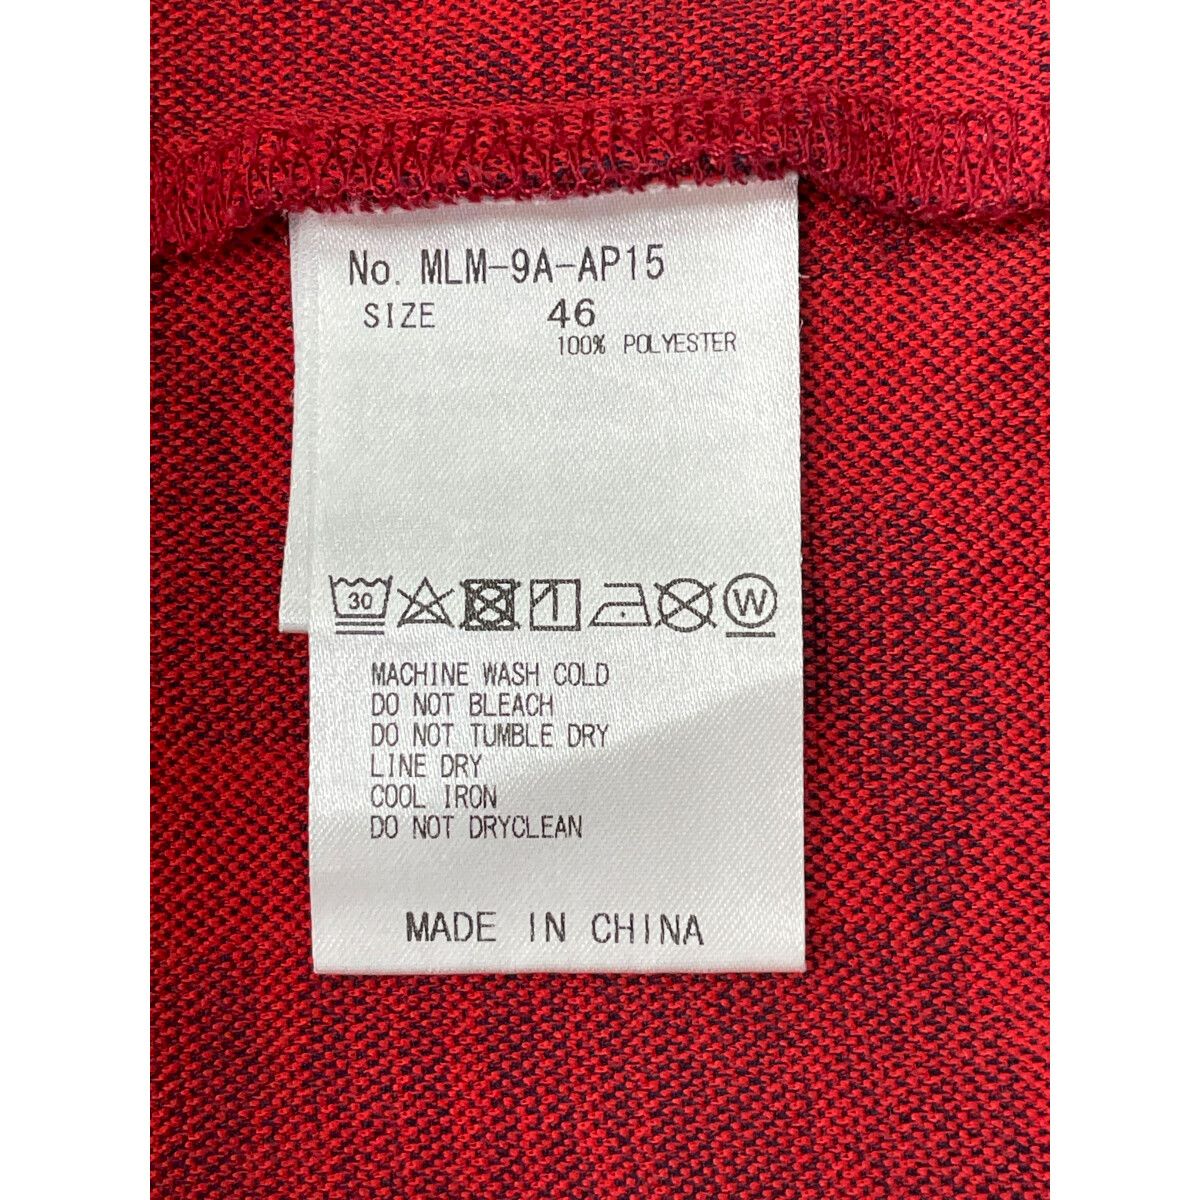 No. MLM-9A-AP15
SIZE 46
100% POLYESTER
30 W
MACHINE WASH COLD
DO NOT BLEACH
DO NOT TUMBLE DRY
LINE DRY
COOL IRON
DO NOT DRYCLEAN
MADE IN CHINA